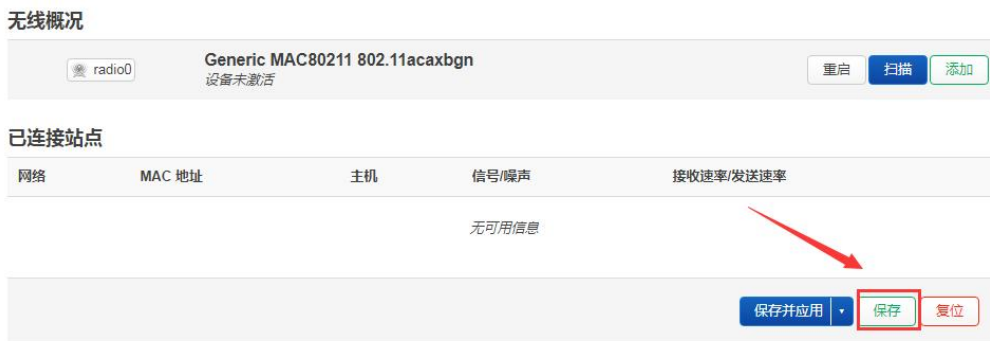 无线概况
radio0
Generic MAC80211 802.11acaxbgn
设备未激活
重启 扫描 添加
已连接站点
网络 MAC 地址 主机 信号/噪声 接收速率/发送速率
无可用信息
保存并应用 保存 复位